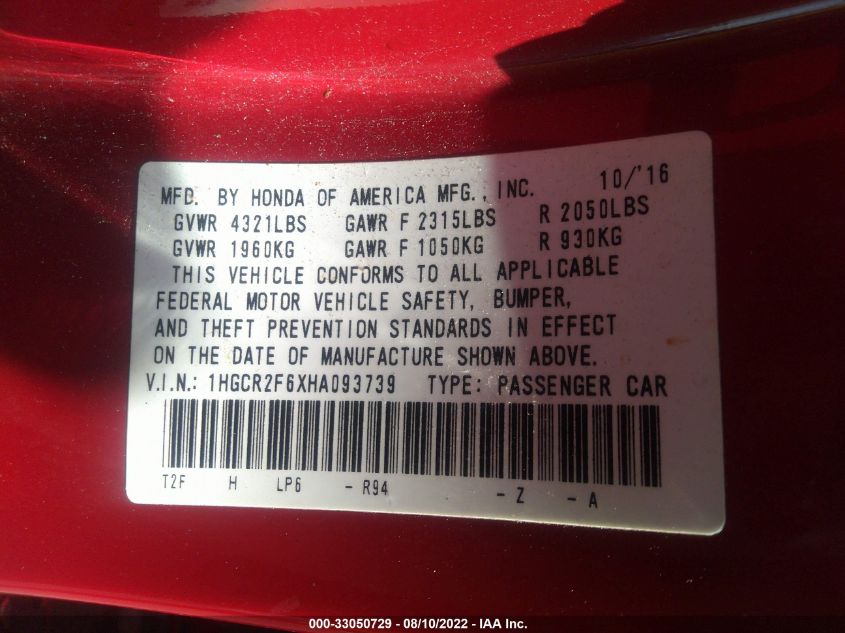 MFD. BY HONDA OF AMERICA MFG., INC. 10/'16
GVWR 4321LBS GAWR F 2315LBS R 2050LBS
GVWR 1960KG GAWR F 1050KG R 930KG
THIS VEHICLE CONFORMS TO ALL APPLICABLE
FEDERAL MOTOR VEHICLE SAFETY, BUMPER,
AND THEFT PREVENTION STANDARDS IN EFFECT
ON THE DATE OF MANUFACTURE SHOWN ABOVE.
V.I.N.: 1HGCR2F6XHA093739 TYPE: PASSENGER CAR
T2F H LP6 - R94 - Z - A
000-33050729 - 08/10/2022 - IAA Inc.